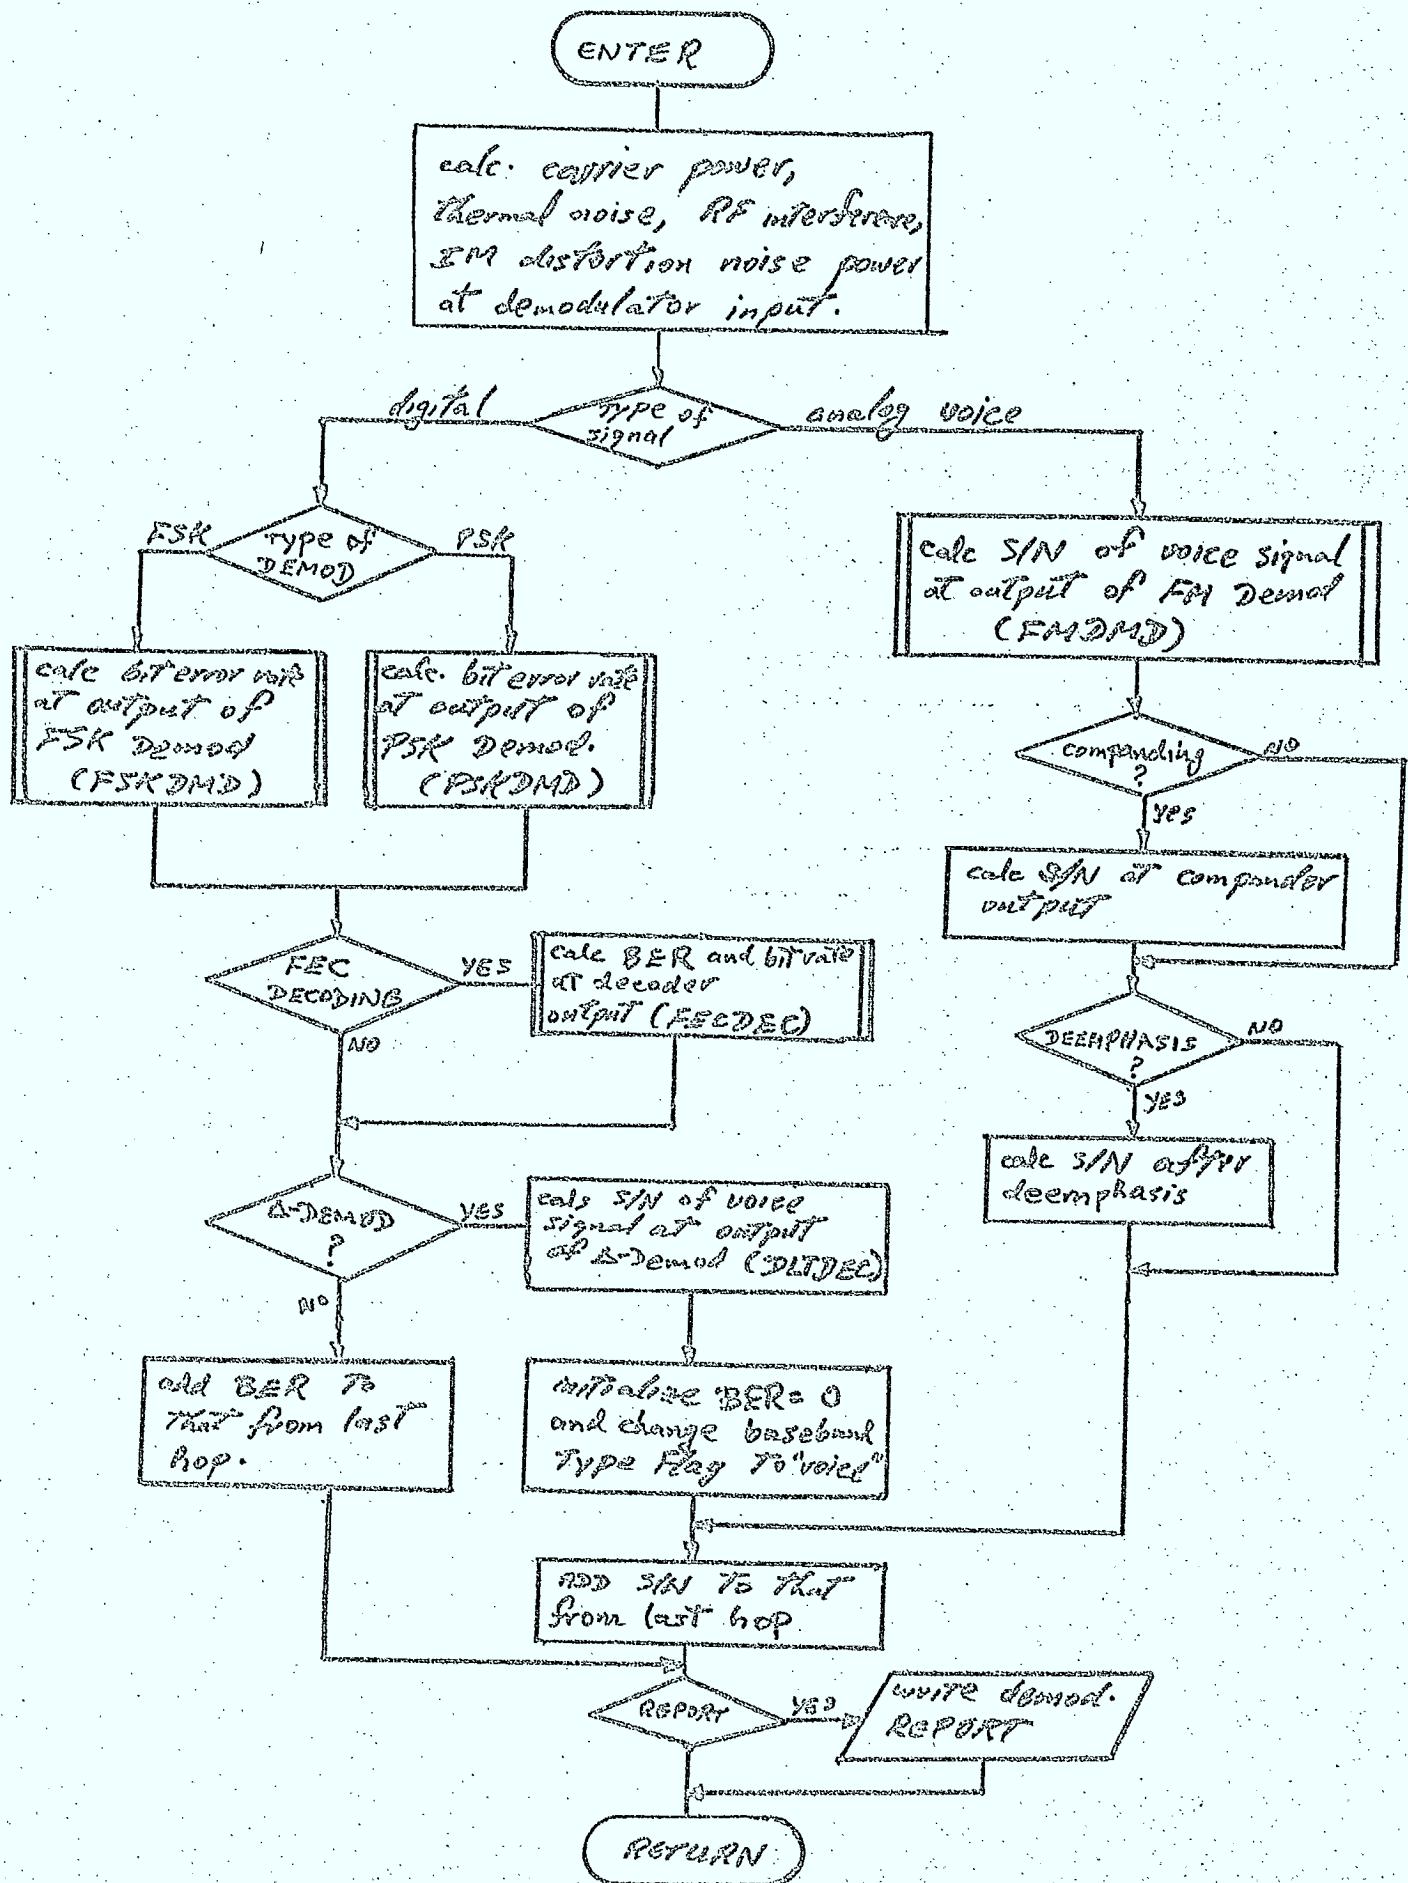 ENTER
calc. carrier power,
thermal noise, RF interference,
IM distortion noise power
at demodulator input.
digital
Type of
signal
analog voice
FSK
Type of
DEMOD
PSK
calc S/N of voice signal
at output of FM Demod
(FMDMD)
calc bit error rate
at output of
FSK Demod
(FSKDMD)
calc. bit error rate
at output of
PSK Demod.
(PSKDMD)
companding
?
NO
yes
calc S/N at compander
output
FEC
DECODING
YES
NO
calc BER and bit rate
at decoder
output (FECDEC)
DEEMPHASIS
?
NO
YES
calc S/N after
deemphasis
Δ-DEMOD
?
YES
NO
calc S/N of voice
signal at output
of Δ-Demod (DLTDEC)
add BER to
that from last
hop.
initialize BER = 0
and change baseband
Type Flag To "voice"
ADD S/N To That
from last hop
REPORT
YES
write demod.
REPORT
RETURN